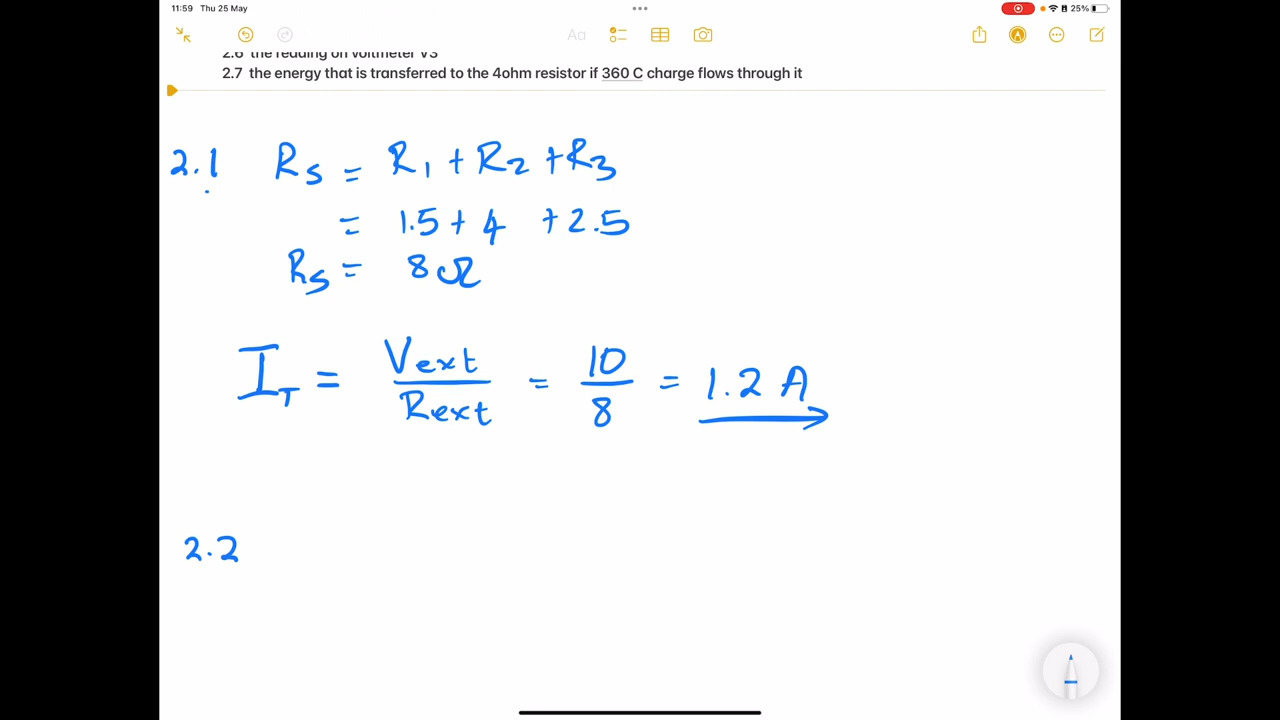 11:59 Thu 25 May
25%
Aa
2.6 the reading on voltmeter V3
2.7 the energy that is transferred to the 4ohm resistor if 360 C charge flows through it
2.1 Rs = R1 + R2 + R3
= 1.5 + 4 + 2.5
Rs = 8Ω
IT = Vext / Rext = 10 / 8 = 1.2 A
2.2